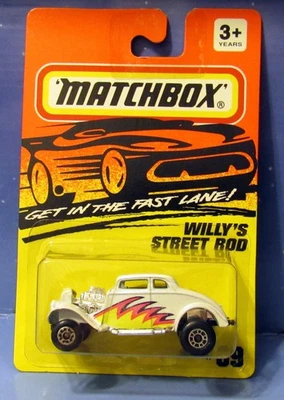 3+
YEARS
'MATCHBOX'®
GET IN THE FAST LANE!
WILLY'S
STREET ROD